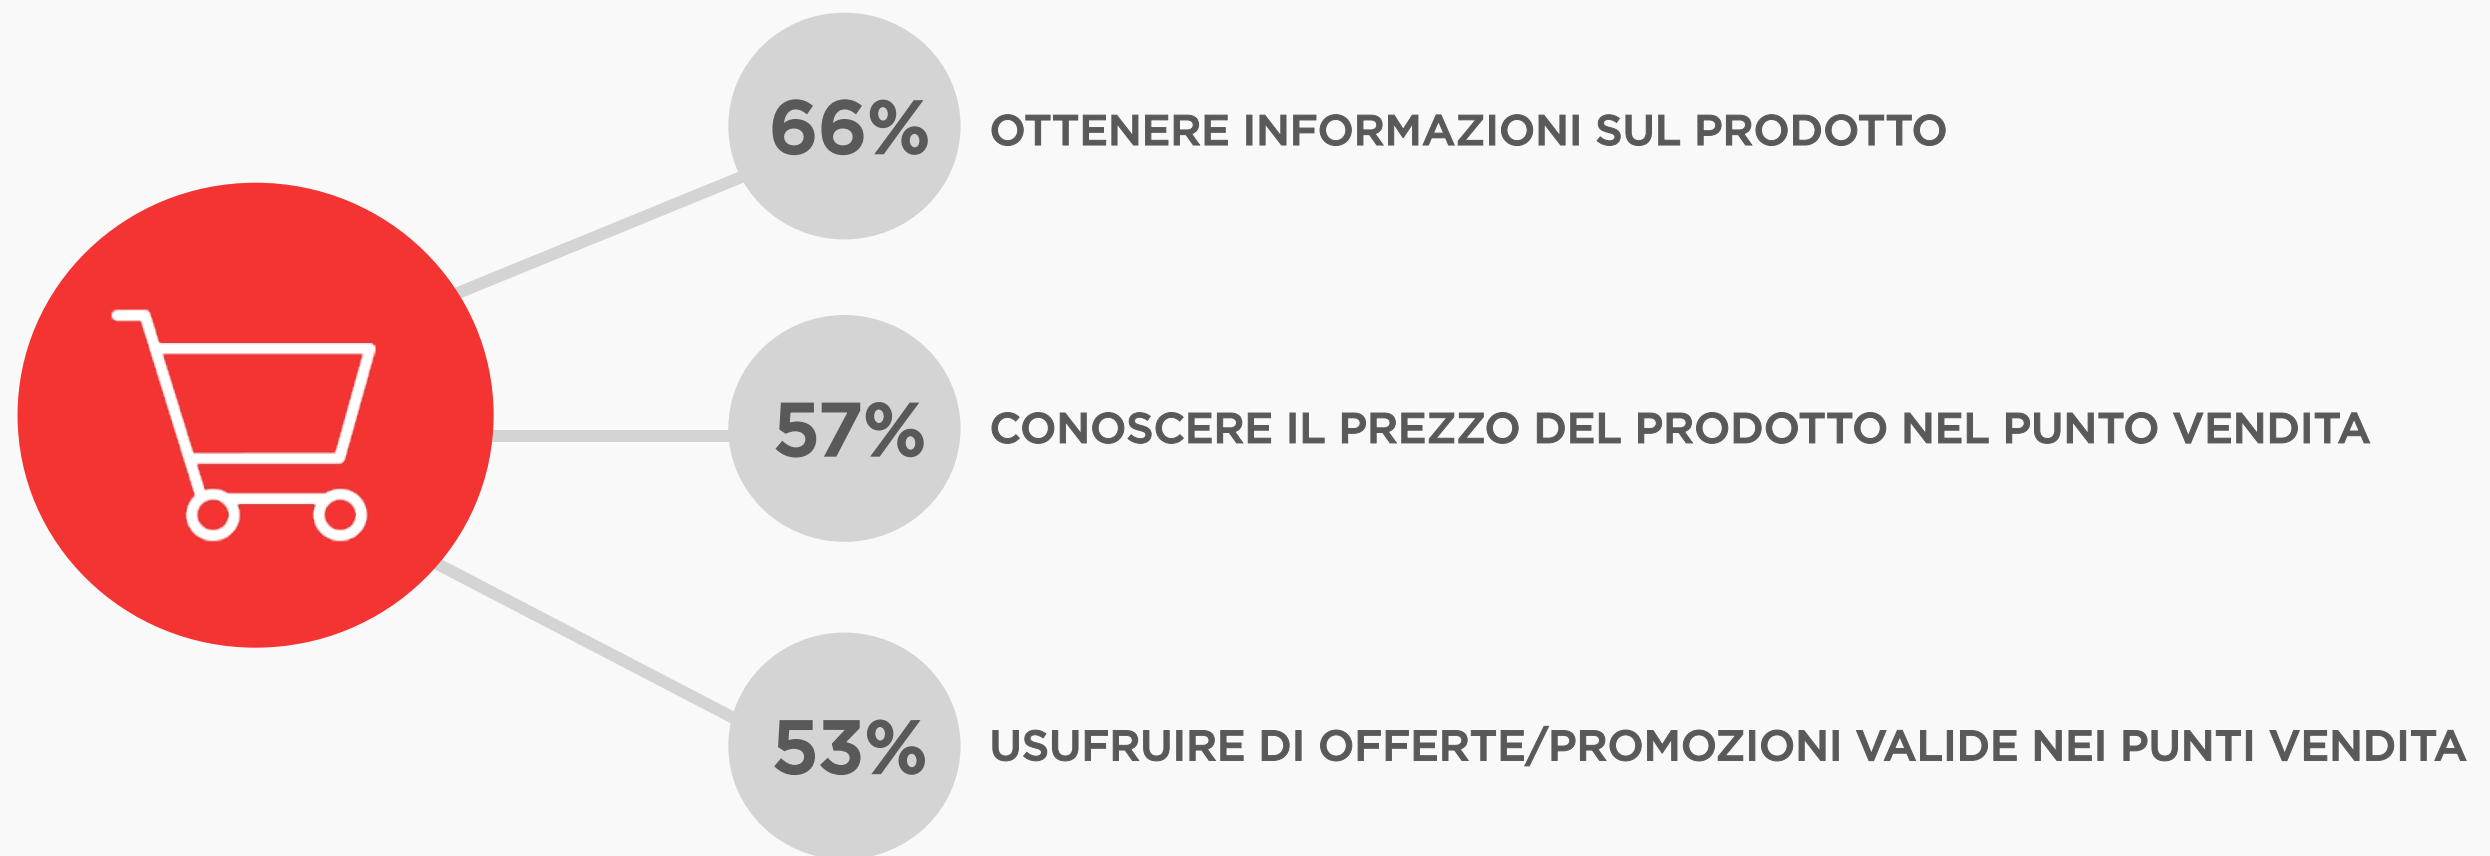 66% OTTENERE INFORMAZIONI SUL PRODOTTO
57% CONOSCERE IL PREZZO DEL PRODOTTO NEL PUNTO VENDITA
53% USUFRUIRE DI OFFERTE/PROMOZIONI VALIDE NEI PUNTI VENDITA